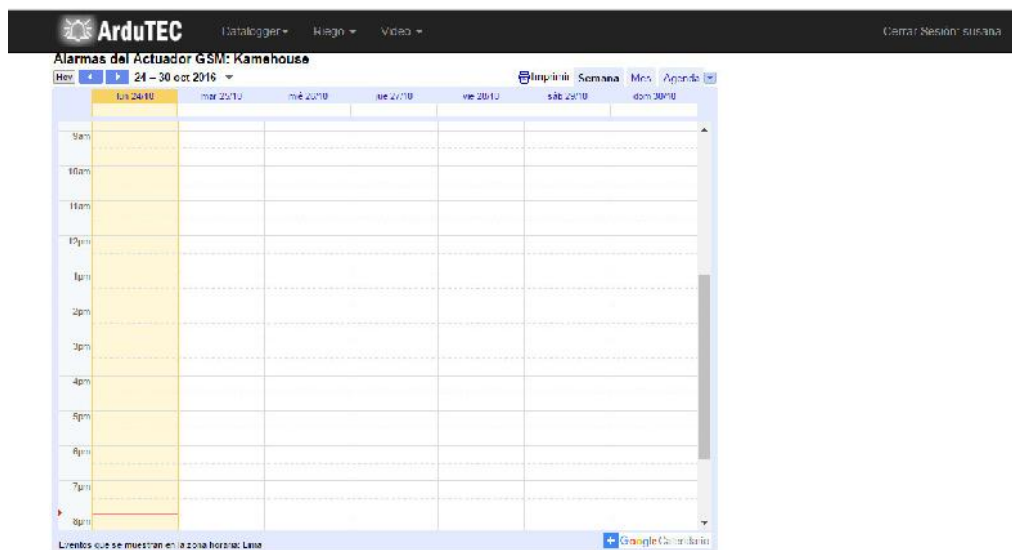 ArduTEC Datalogger Riego Video Cerrar Sesión: susana
Alarmas del Actuador GSM: Kamehouse
Hoy 24 – 30 oct 2016 Imprimir Semana Mes Agenda
lun 24/10 mar 25/10 mié 26/10 jue 27/10 vie 28/10 sáb 29/10 dom 30/10
9am
10am
11am
12pm
1pm
2pm
3pm
4pm
5pm
6pm
7pm
8pm
Eventos que se muestran en la zona horaria: Lima Google Calendario